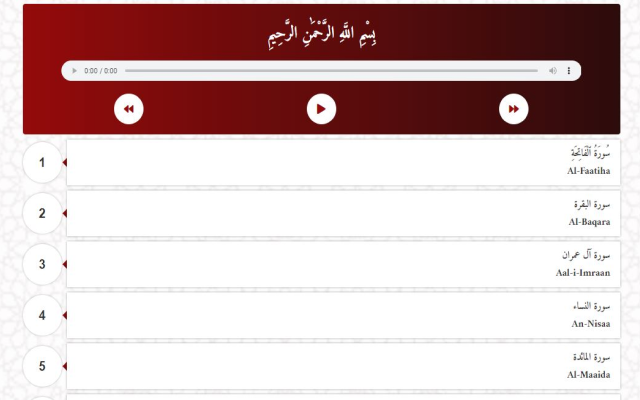 بِسْمِ اللَّهِ الرَّحْمَٰنِ الرَّحِيمِ
0:00 / 0:00
1
سُورَةُ ٱلْفَاتِحَةِ
Al-Faatiha
2
سورة البقرة
Al-Baqara
3
سورة آل عمران
Aal-i-Imraan
4
سورة النساء
An-Nisaa
5
سورة المائدة
Al-Maaida